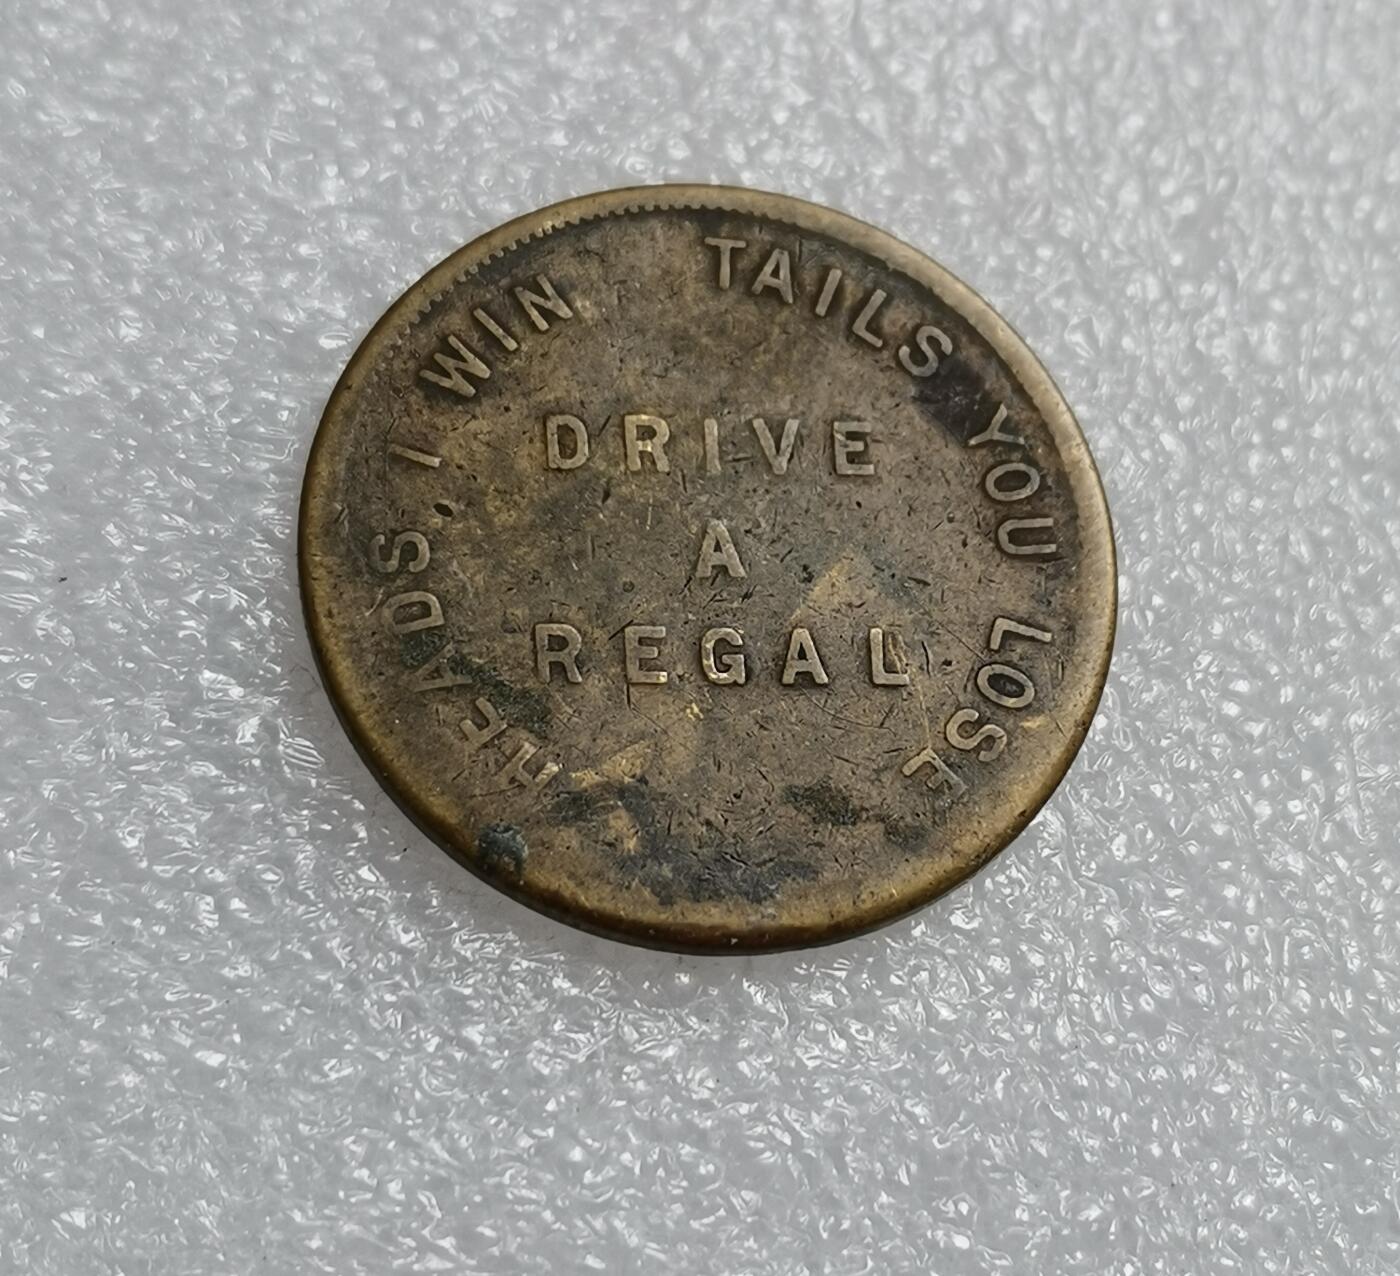 HEADS, I WIN TAILS YOU LOSE
DRIVE
A
REGAL